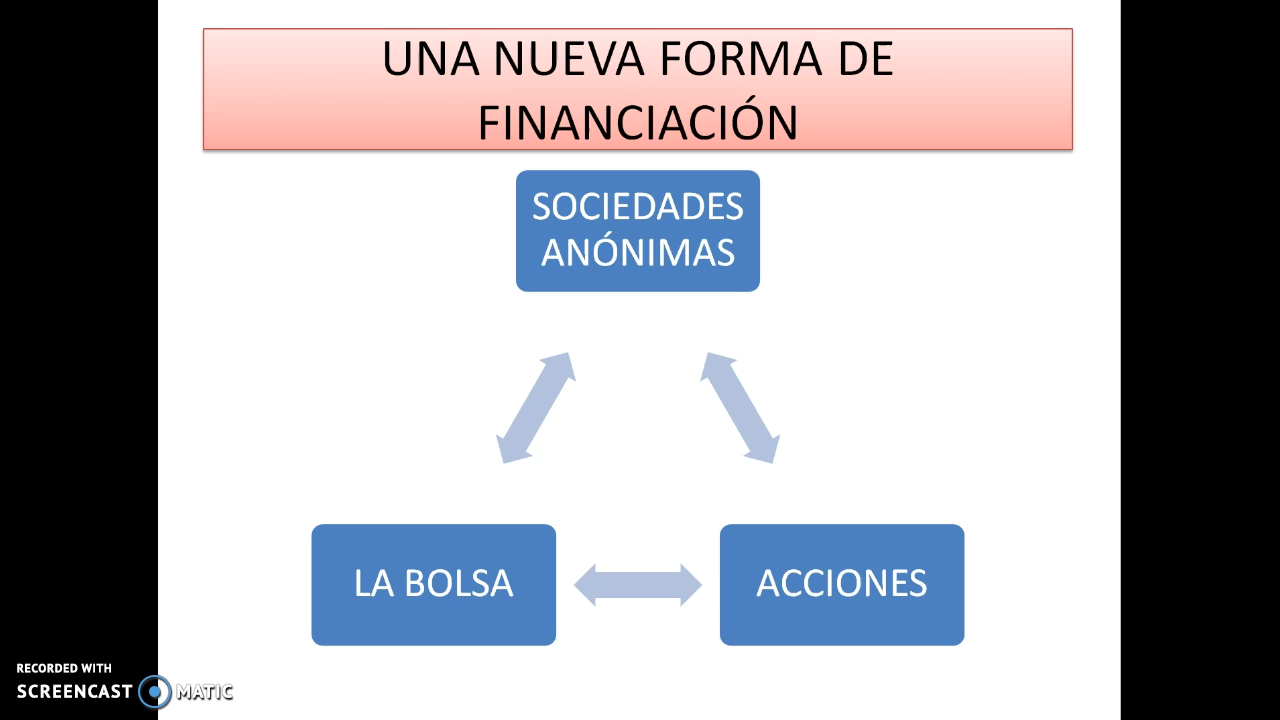 UNA NUEVA FORMA DE
FINANCIACIÓN
SOCIEDADES
ANÓNIMAS
LA BOLSA
ACCIONES
RECORDED WITH
SCREENCAST MATIC